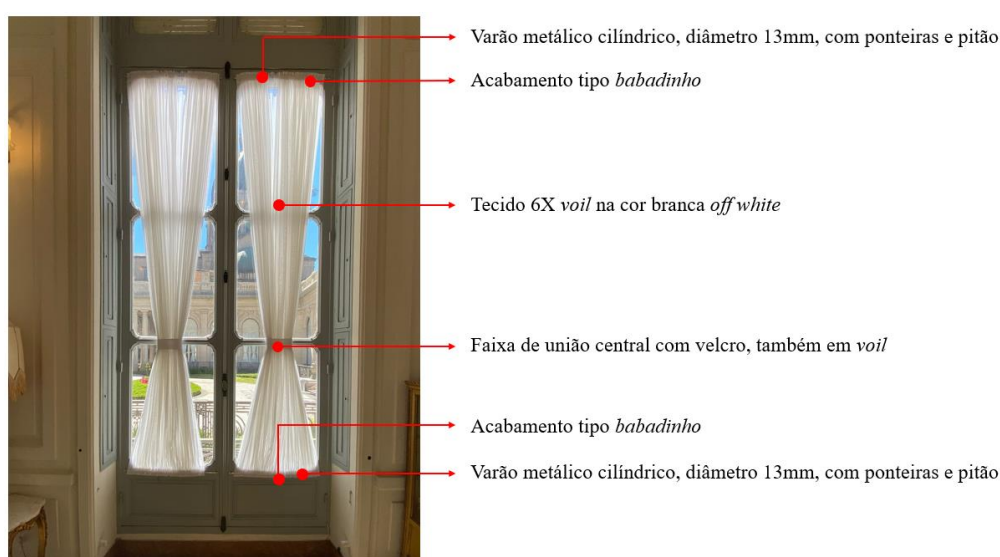 Varão metálico cilíndrico, diâmetro 13mm, com ponteiras e pitão
Acabamento tipo babadinho
Tecido 6X voil na cor branca off white
Faixa de união central com velcro, também em voil
Acabamento tipo babadinho
Varão metálico cilíndrico, diâmetro 13mm, com ponteiras e pitão